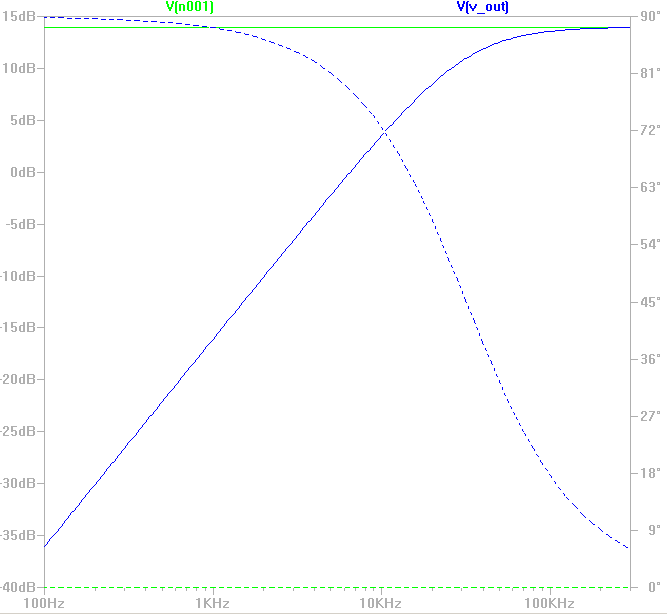 V(n001) V(v_out)
15dB 90°
10dB 81°
5dB 72°
0dB 63°
-5dB 54°
-10dB 45°
-15dB 36°
-20dB 27°
-25dB 18°
-30dB 9°
-35dB 0°
-40dB
100Hz 1KHz 10KHz 100KHz